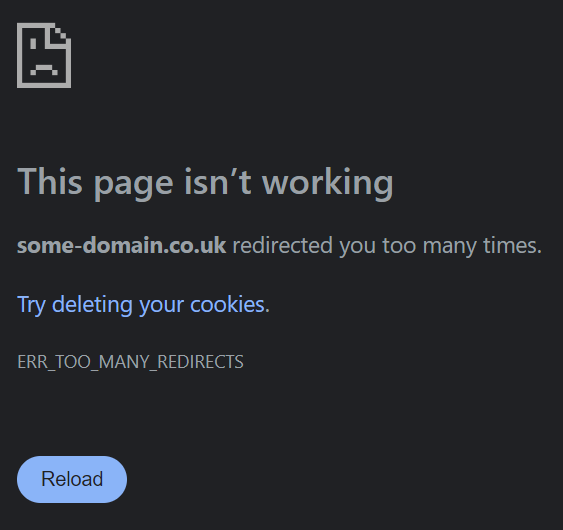 This page isn’t working
some-domain.co.uk redirected you too many times.
Try deleting your cookies.
ERR_TOO_MANY_REDIRECTS
Reload